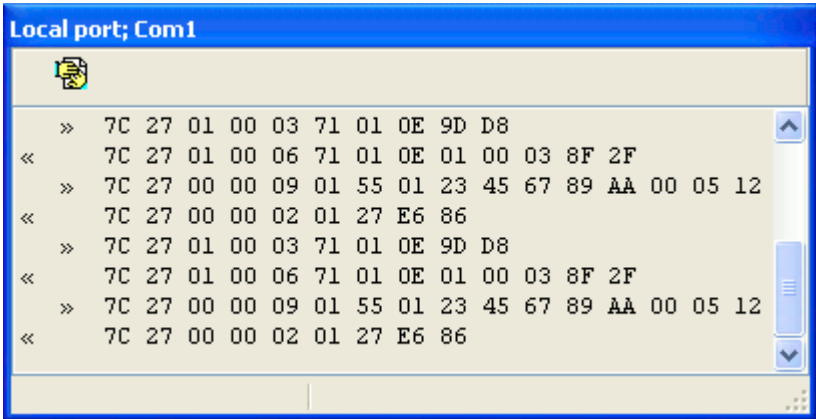 Local port; Com1
» 7C 27 01 00 03 71 01 0E 9D D8
« 7C 27 01 00 06 71 01 0E 01 00 03 8F 2F
» 7C 27 00 00 09 01 55 01 23 45 67 89 AA 00 05 12
« 7C 27 00 00 02 01 27 E6 86
» 7C 27 01 00 03 71 01 0E 9D D8
« 7C 27 01 00 06 71 01 0E 01 00 03 8F 2F
» 7C 27 00 00 09 01 55 01 23 45 67 89 AA 00 05 12
« 7C 27 00 00 02 01 27 E6 86